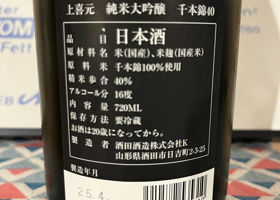 上喜元 純米大吟醸 千本錦40
品目 日本酒
原材料名 米(国産)、米麹(国産米)
原料米 千本錦100%使用
精米歩合 40%
アルコール分 16度
内容量 720ML
保存方法 要冷蔵
お酒は20歳になってから。
製造者 酒田酒造株式会社K
山形県酒田市日吉町2-3-25
製造年月
25.4.
Fett